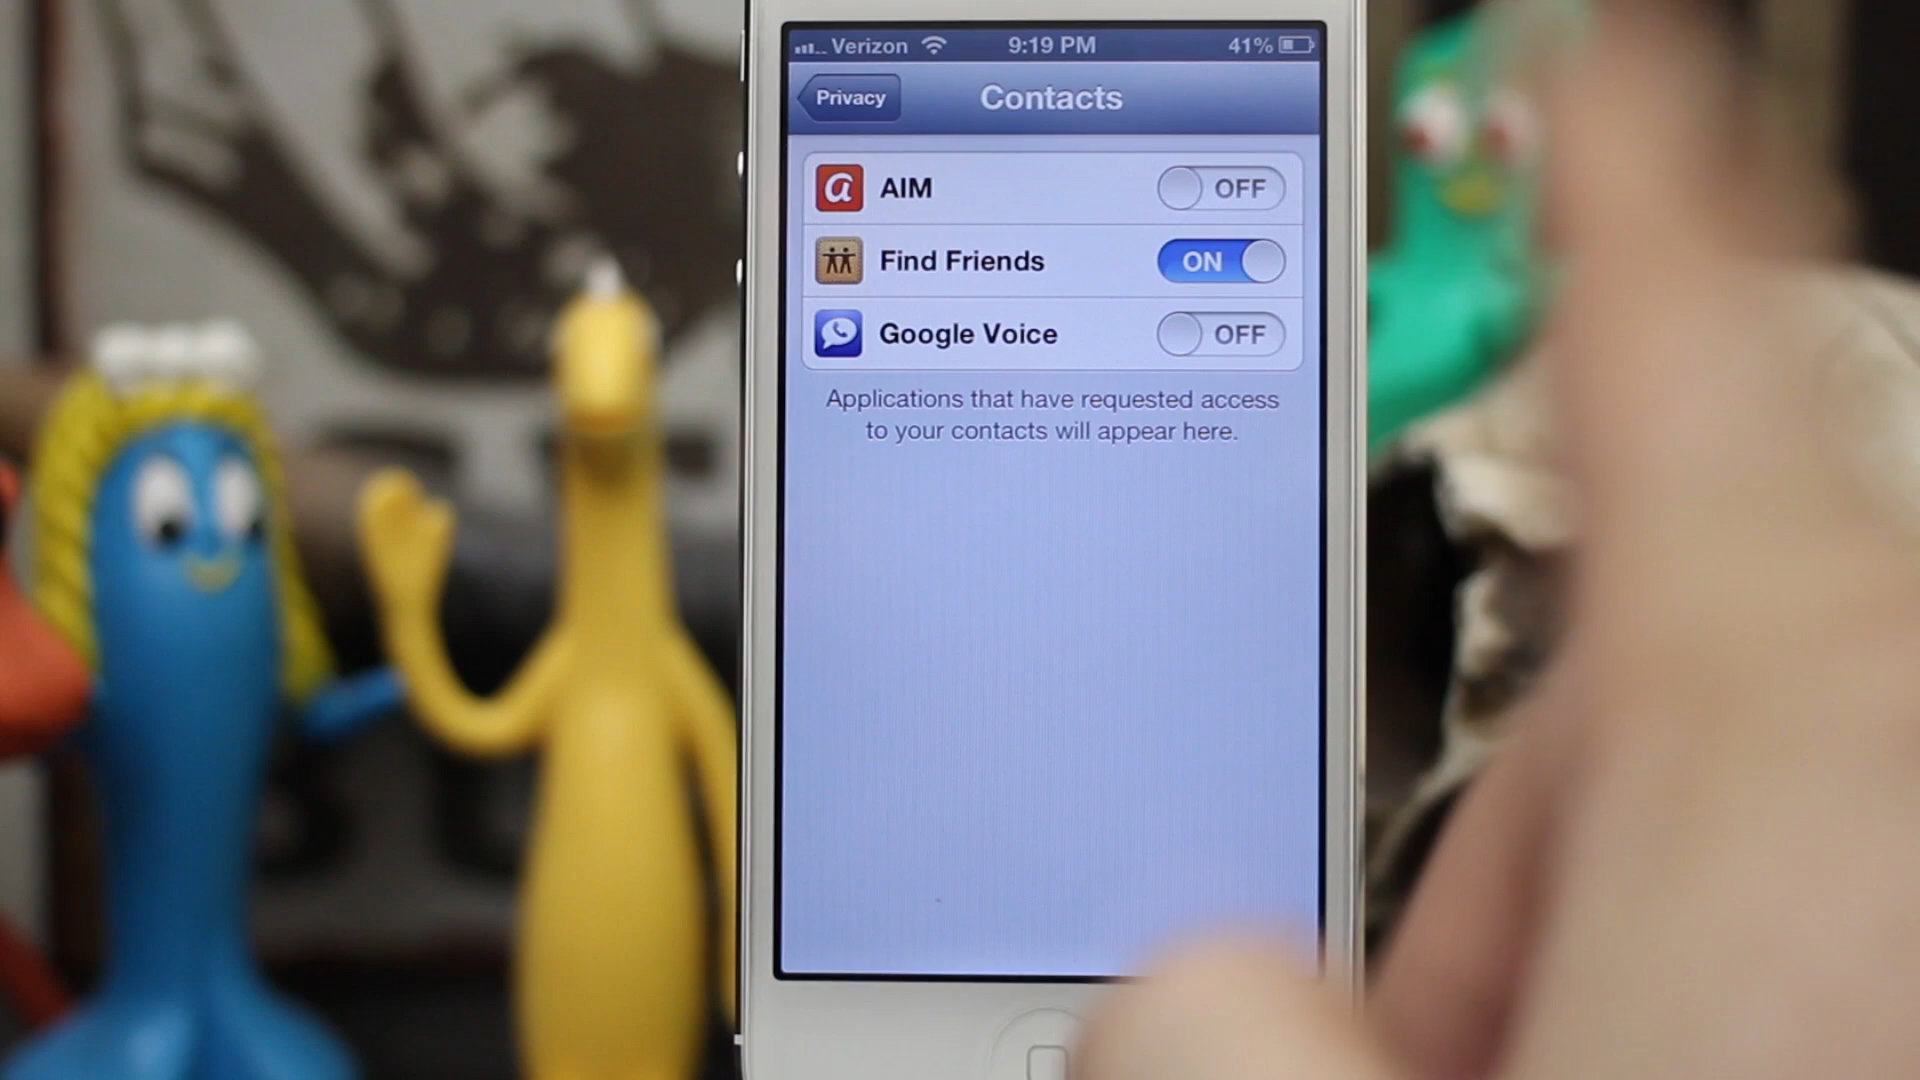 Verizon 9:19 PM 41%
Privacy Contacts
AIM OFF
Find Friends ON
Google Voice OFF
Applications that have requested access
to your contacts will appear here.